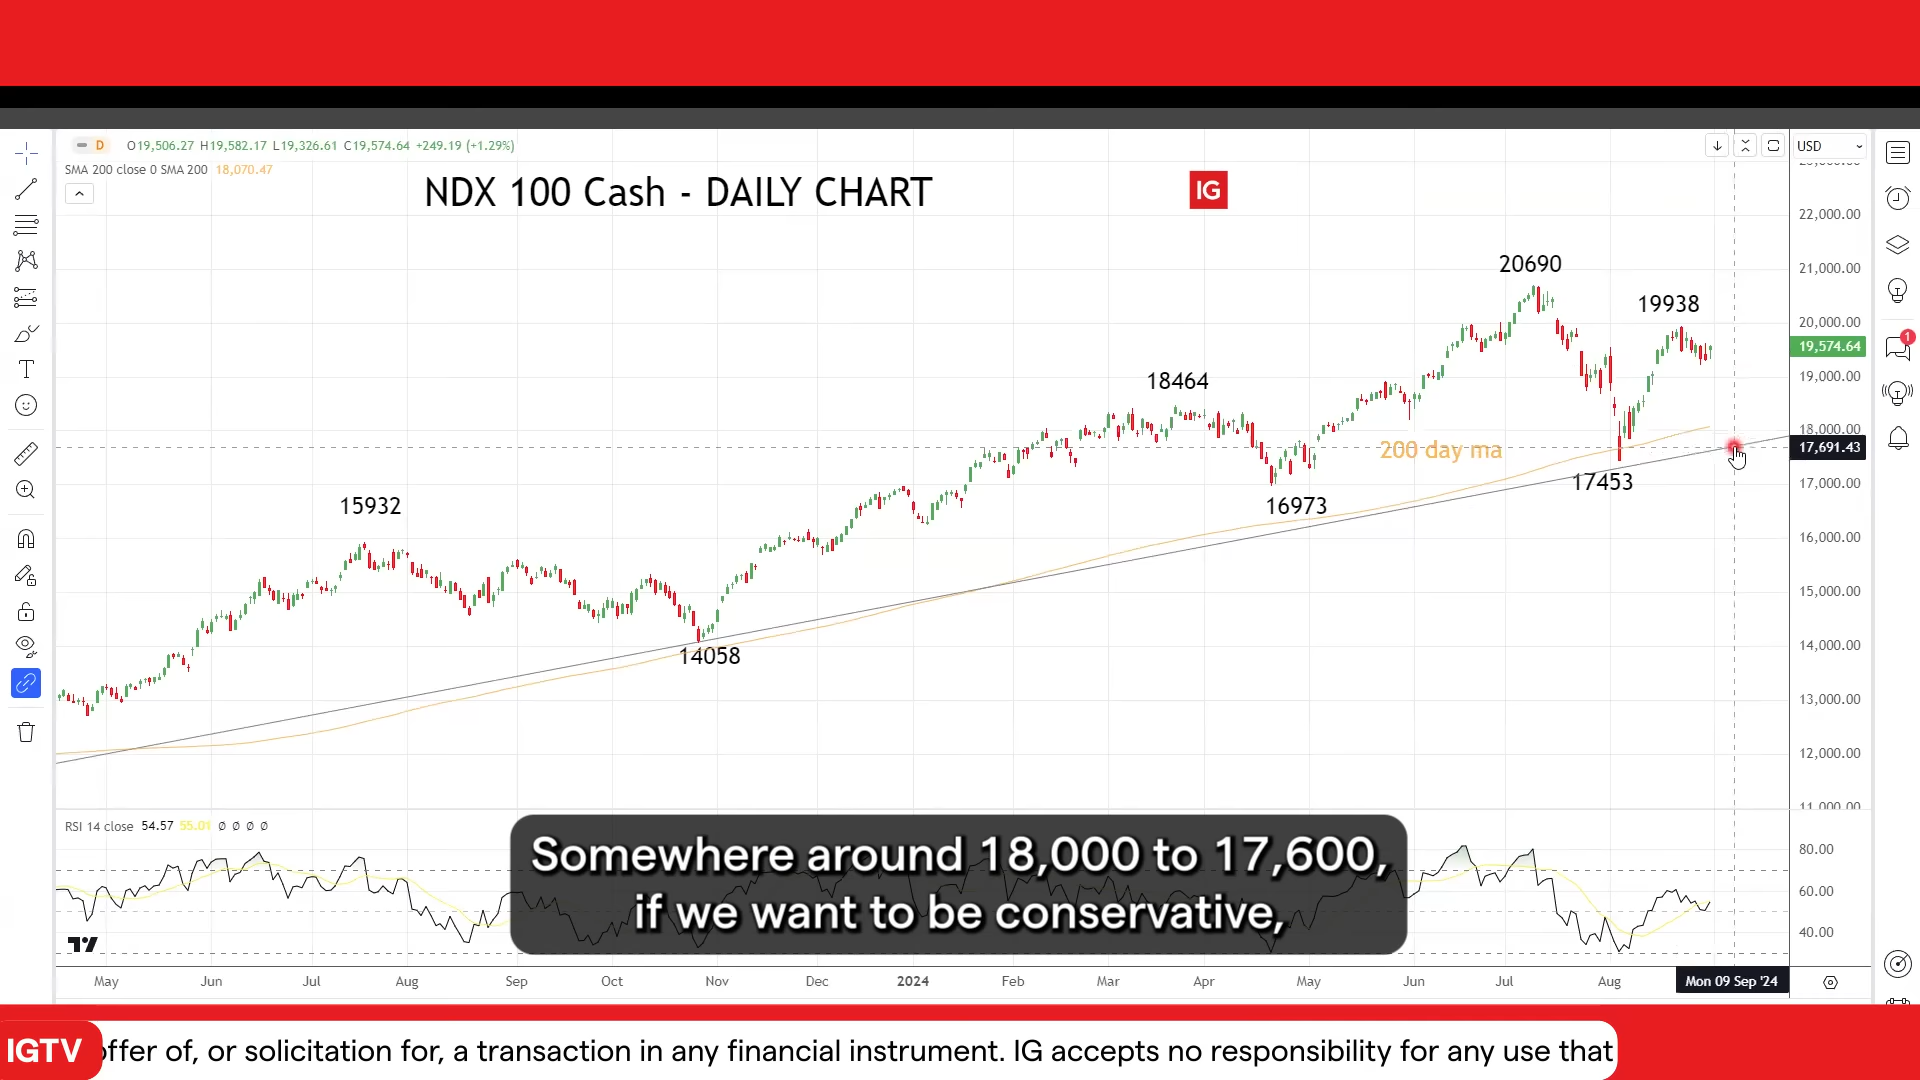 D O19,506.27 H19,582.17 L19,326.61 C19,574.64 +249.19 (+1.29%)
USD
SMA 200 close 0 SMA 200 18,070.47
NDX 100 Cash - DAILY CHART
IG
22,000.00
21,000.00
20,000.00
19,574.64
19,000.00
18,000.00
17,691.43
17,000.00
16,000.00
15,000.00
14,000.00
13,000.00
12,000.00
11,000.00
20690
19938
18464
200 day ma
17453
16973
15932
14058
1
RSI 14 close 54.57 55.01 Ø Ø Ø Ø
80.00
60.00
40.00
Somewhere around 18,000 to 17,600,
if we want to be conservative,
May Jun Jul Aug Sep Oct Nov Dec 2024 Feb Mar Apr May Jun Jul Aug Mon 09 Sep '24
IGTV offer of, or solicitation for, a transaction in any financial instrument. IG accepts no responsibility for any use that